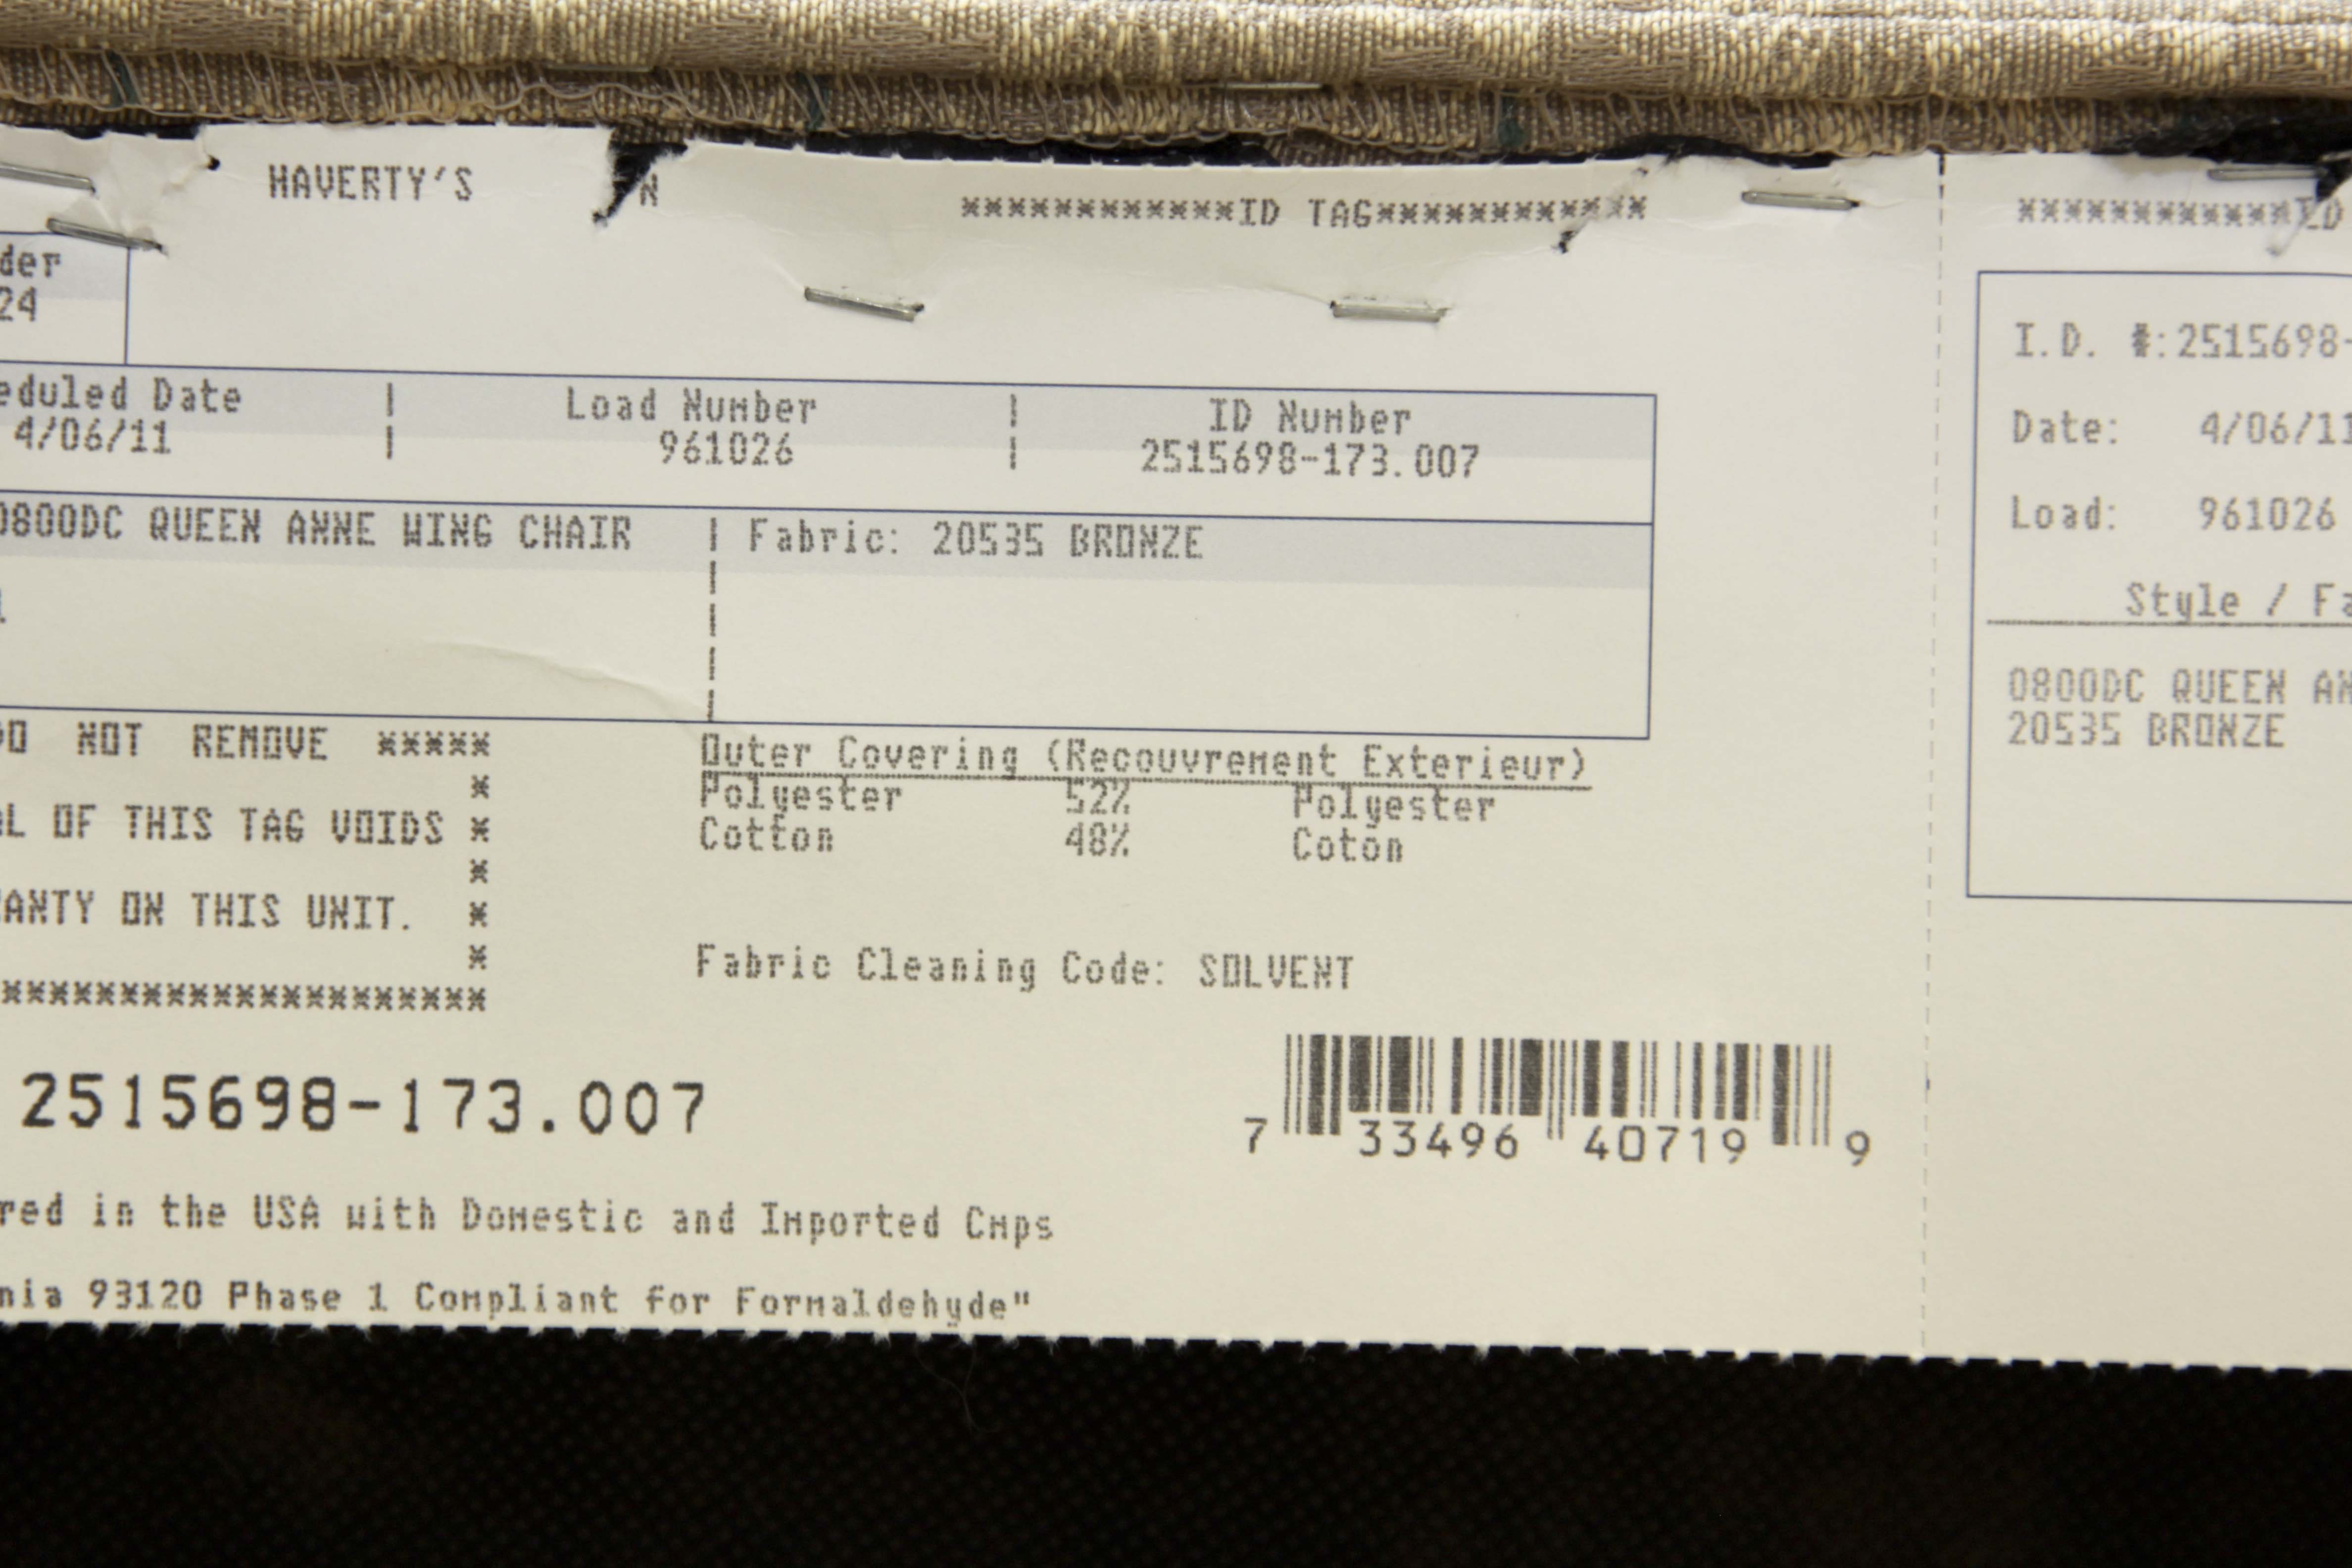 HAVERTY'S N
************ID TAG************
************ID
der
24
eduled Date | Load Number | ID Number
4/06/11 | 961026 | 2515698-173.007
0800DC QUEEN ANNE WING CHAIR | Fabric: 20535 BRONZE
DO NOT REMOVE *****
*
AL OF THIS TAG VOIDS *
*
ANTY ON THIS UNIT. *
*
*********************
Outer Covering (Recouvrement Exterieur)
Polyester 52% Polyester
Cotton 48% Coton
Fabric Cleaning Code: SOLVENT
2515698-173.007
7 33496 40719 9
red in the USA with Domestic and Imported Cmps
nia 93120 Phase 1 Compliant for Formaldehyde"
I.D. #:2515698-
Date: 4/06/11
Load: 961026
Style / Fa
0800DC QUEEN AN
20535 BRONZE